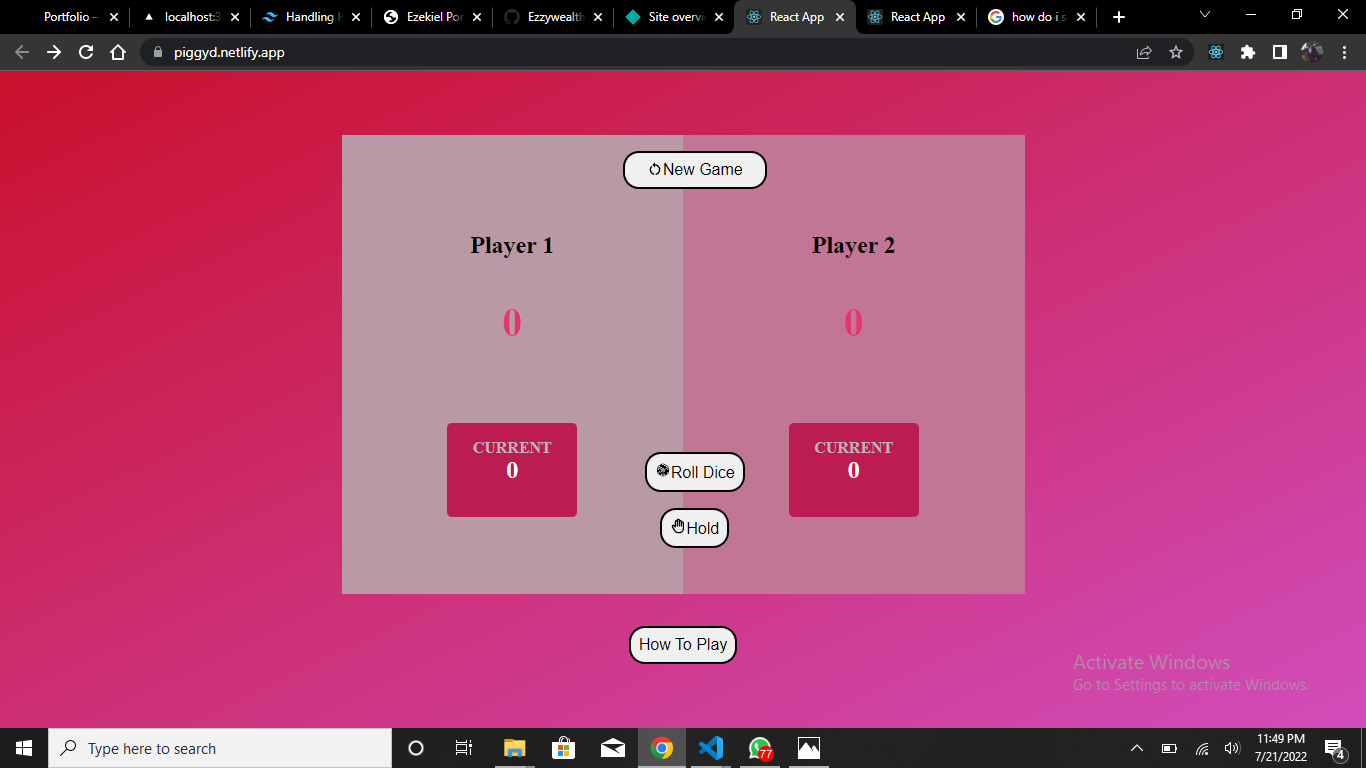 Portfolio –
localhost:3
Handling H
Ezekiel Por
Ezzywealth
Site overvi
React App
React App
how do i s
piggyd.netlify.app
New Game
Player 1
Player 2
0
0
CURRENT
0
CURRENT
0
Roll Dice
Hold
How To Play
Activate Windows
Go to Settings to activate Windows.
Type here to search
77
11:49 PM
7/21/2022
4